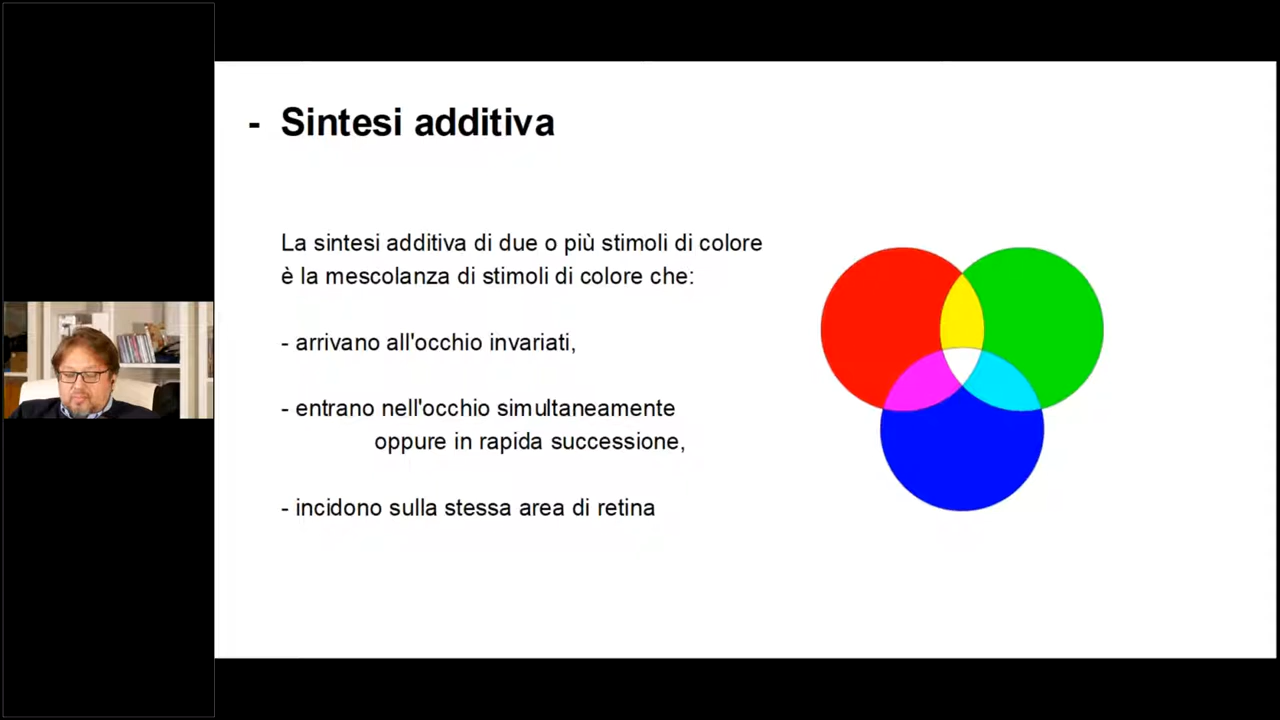 - Sintesi additiva
La sintesi additiva di due o più stimoli di colore
è la mescolanza di stimoli di colore che:
- arrivano all'occhio invariati,
- entrano nell'occhio simultaneamente
oppure in rapida successione,
- incidono sulla stessa area di retina